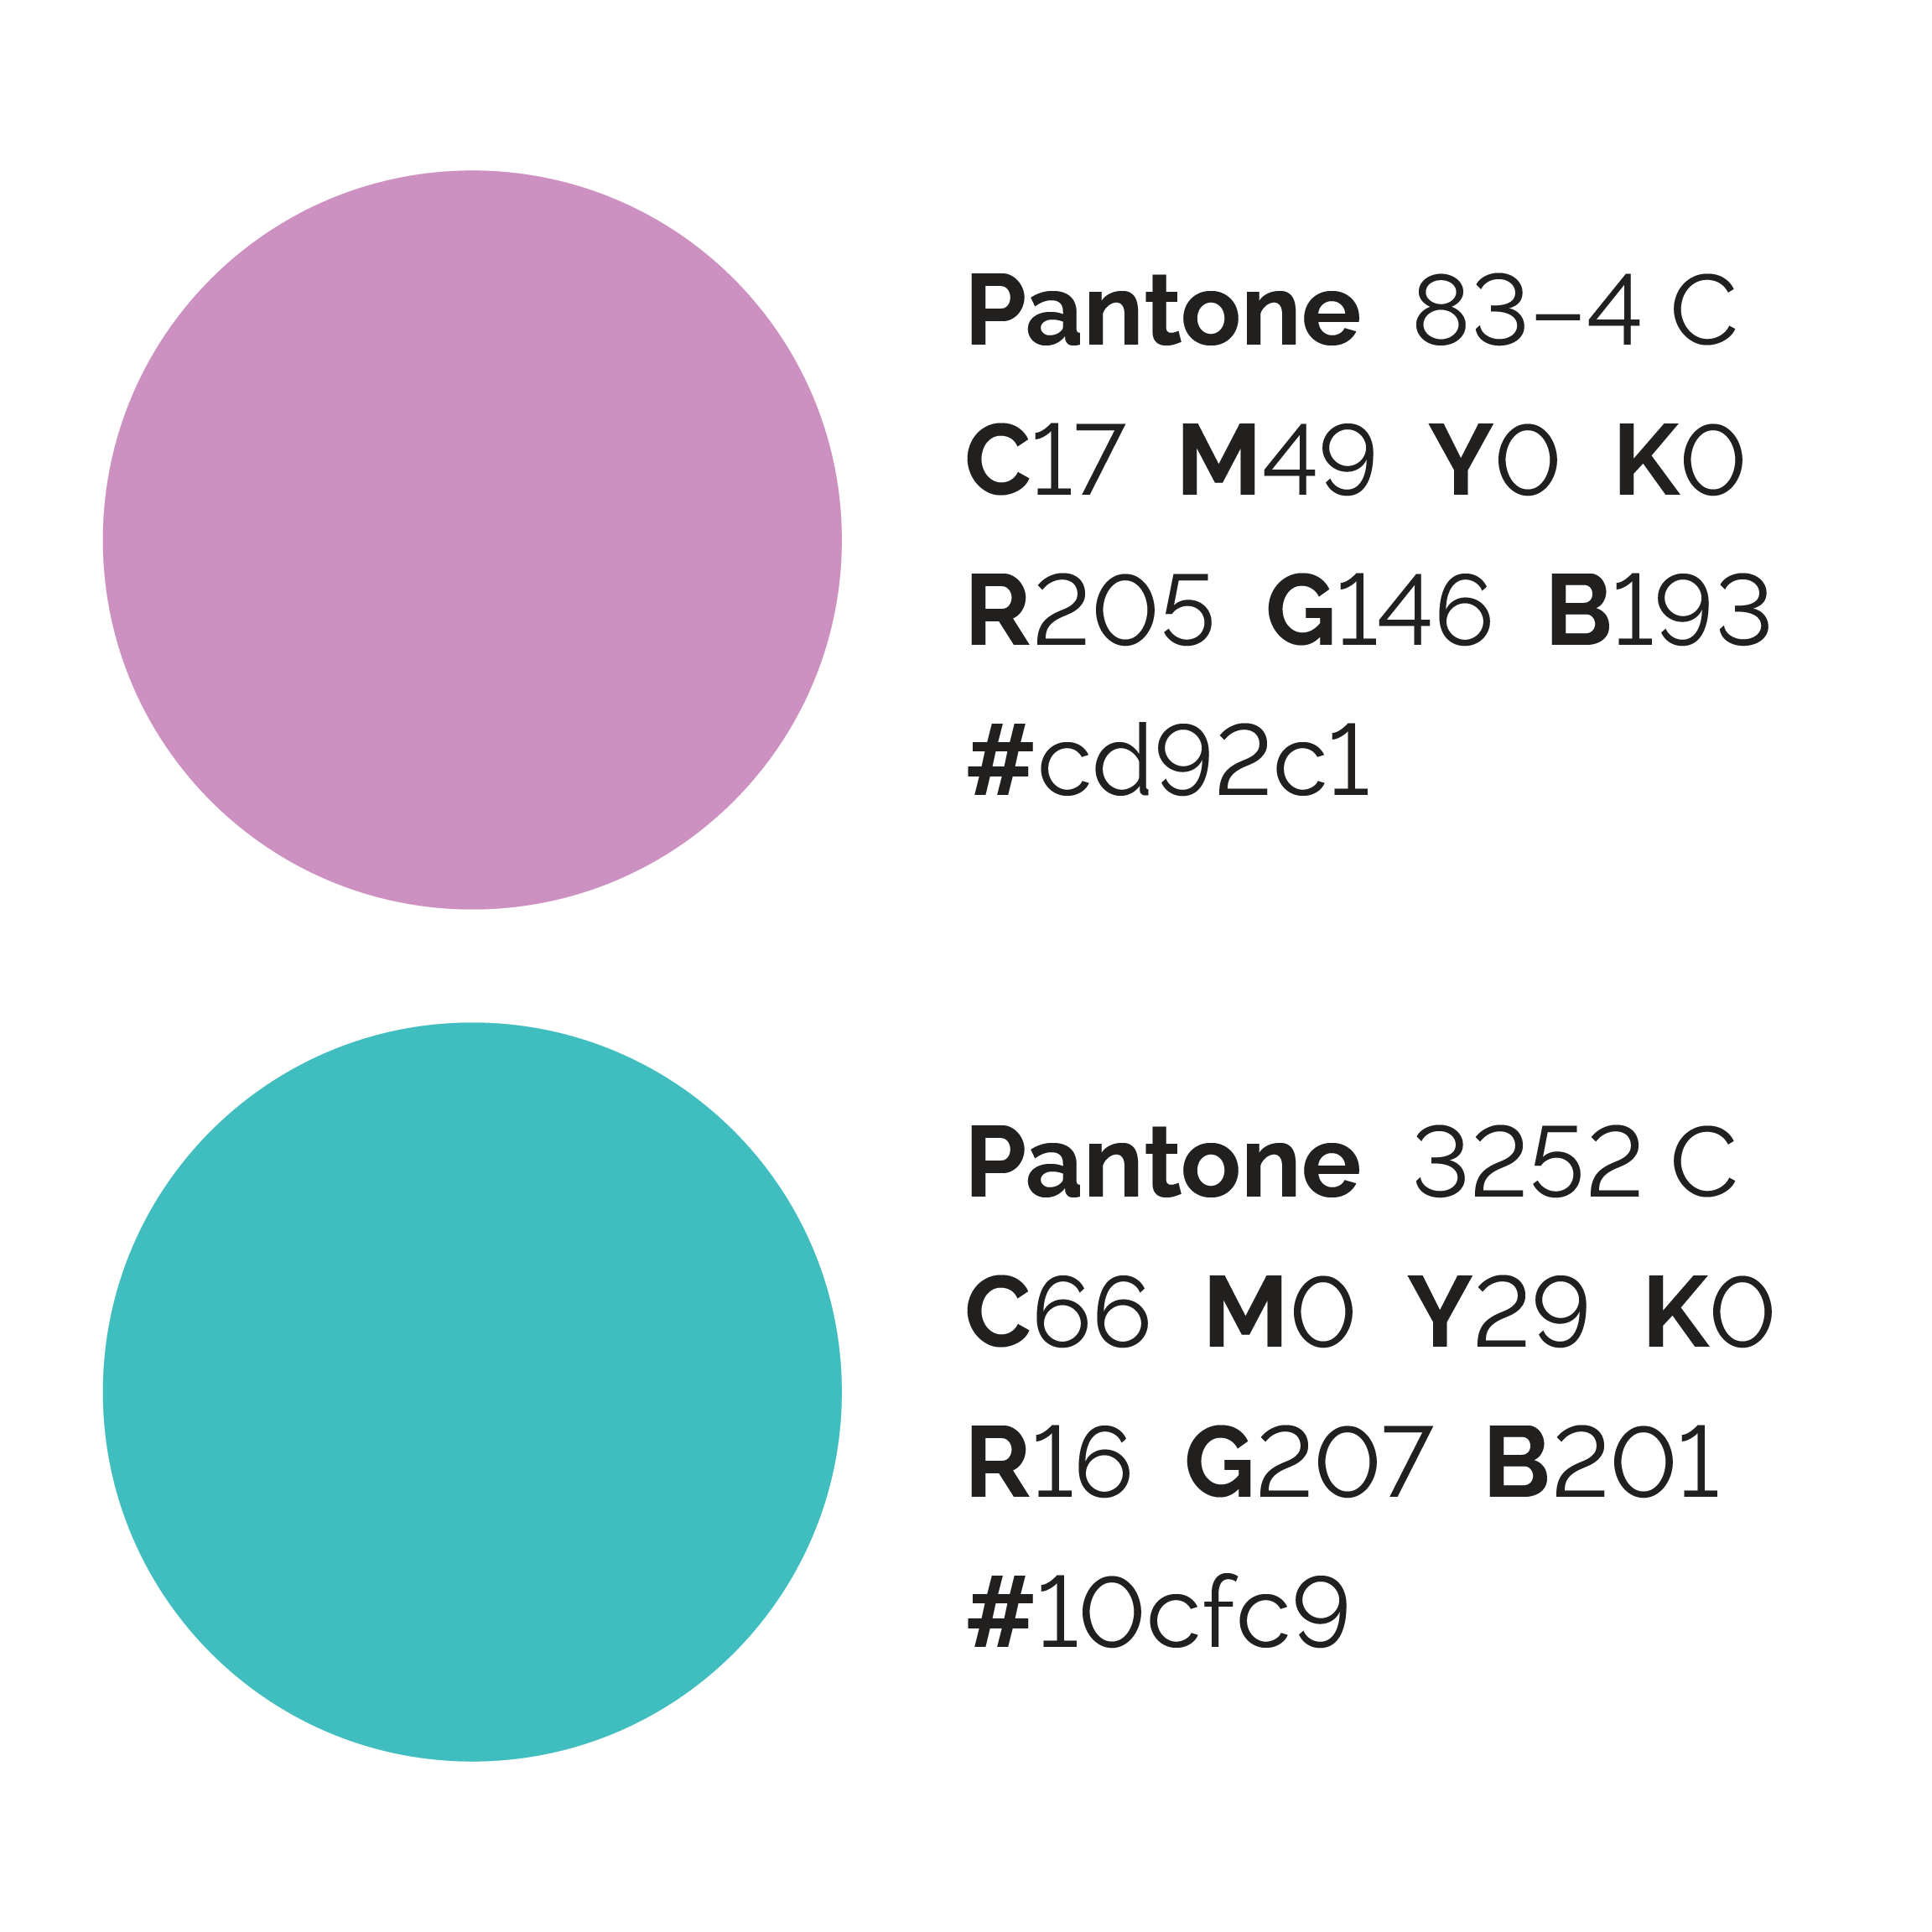 Pantone 83–4 C
C17 M49 Y0 K0
R205 G146 B193
#cd92c1
Pantone 3252 C
C66 M0 Y29 K0
R16 G207 B201
#10cfc9